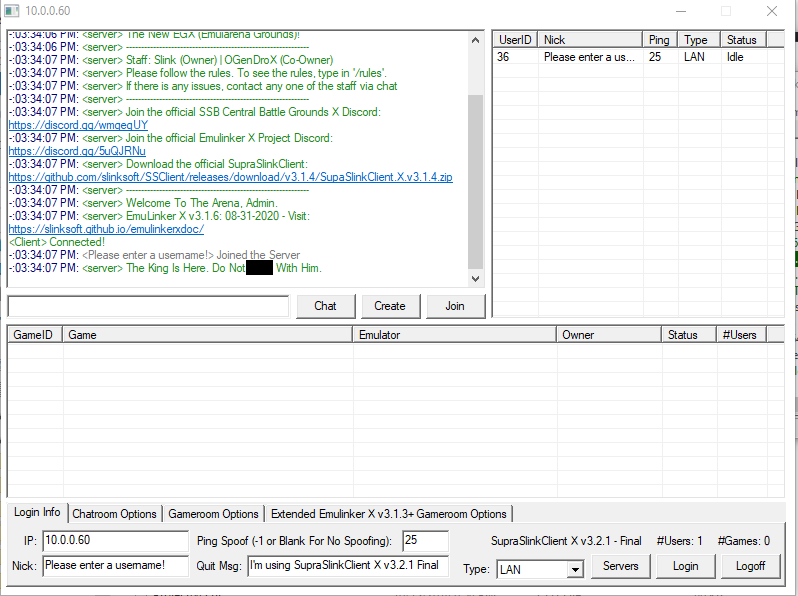 10.0.0.60
-:03:34:06 PM: <server> The New EGX (Emularena Grounds)!
-:03:34:06 PM: <server> -------------------------------------------------------------
-:03:34:07 PM: <server> Staff: Slink (Owner) | OGenDroX (Co-Owner)
-:03:34:07 PM: <server> Please follow the rules. To see the rules, type in '/rules'.
-:03:34:07 PM: <server> If there is any issues, contact any one of the staff via chat
-:03:34:07 PM: <server> -------------------------------------------------------------
-:03:34:07 PM: <server> Join the official SSB Central Battle Grounds X Discord:
https://discord.gg/wmgegUY
-:03:34:07 PM: <server> Join the official Emulinker X Project Discord:
https://discord.gg/5uQJRNu
-:03:34:07 PM: <server> Download the official SupraSlinkClient:
https://github.com/slinksoft/SSClient/releases/download/v3.1.4/SupaSlinkClient.X.v3.1.4.zip
-:03:34:07 PM: <server> -------------------------------------------------------------
-:03:34:07 PM: <server> Welcome To The Arena, Admin.
-:03:34:07 PM: <server> EmuLinker X v3.1.6: 08-31-2020 - Visit:
https://slinksoft.github.io/emulinkerxdoc/
<Client> Connected!
-:03:34:07 PM: <Please enter a username!> Joined the Server
-:03:34:07 PM: <server> The King Is Here. Do Not With Him.
UserID Nick Ping Type Status
36 Please enter a us... 25 LAN Idle
Chat Create Join
GameID Game Emulator Owner Status #Users
Login Info Chatroom Options Gameroom Options Extended Emulinker X v3.1.3+ Gameroom Options
IP: 10.0.0.60 Ping Spoof (-1 or Blank For No Spoofing): 25 SupraSlinkClient X v3.2.1 - Final #Users: 1 #Games: 0
Nick: Please enter a username! Quit Msg: I'm using SupraSlinkClient X v3.2.1 Final Type: LAN Servers Login Logoff